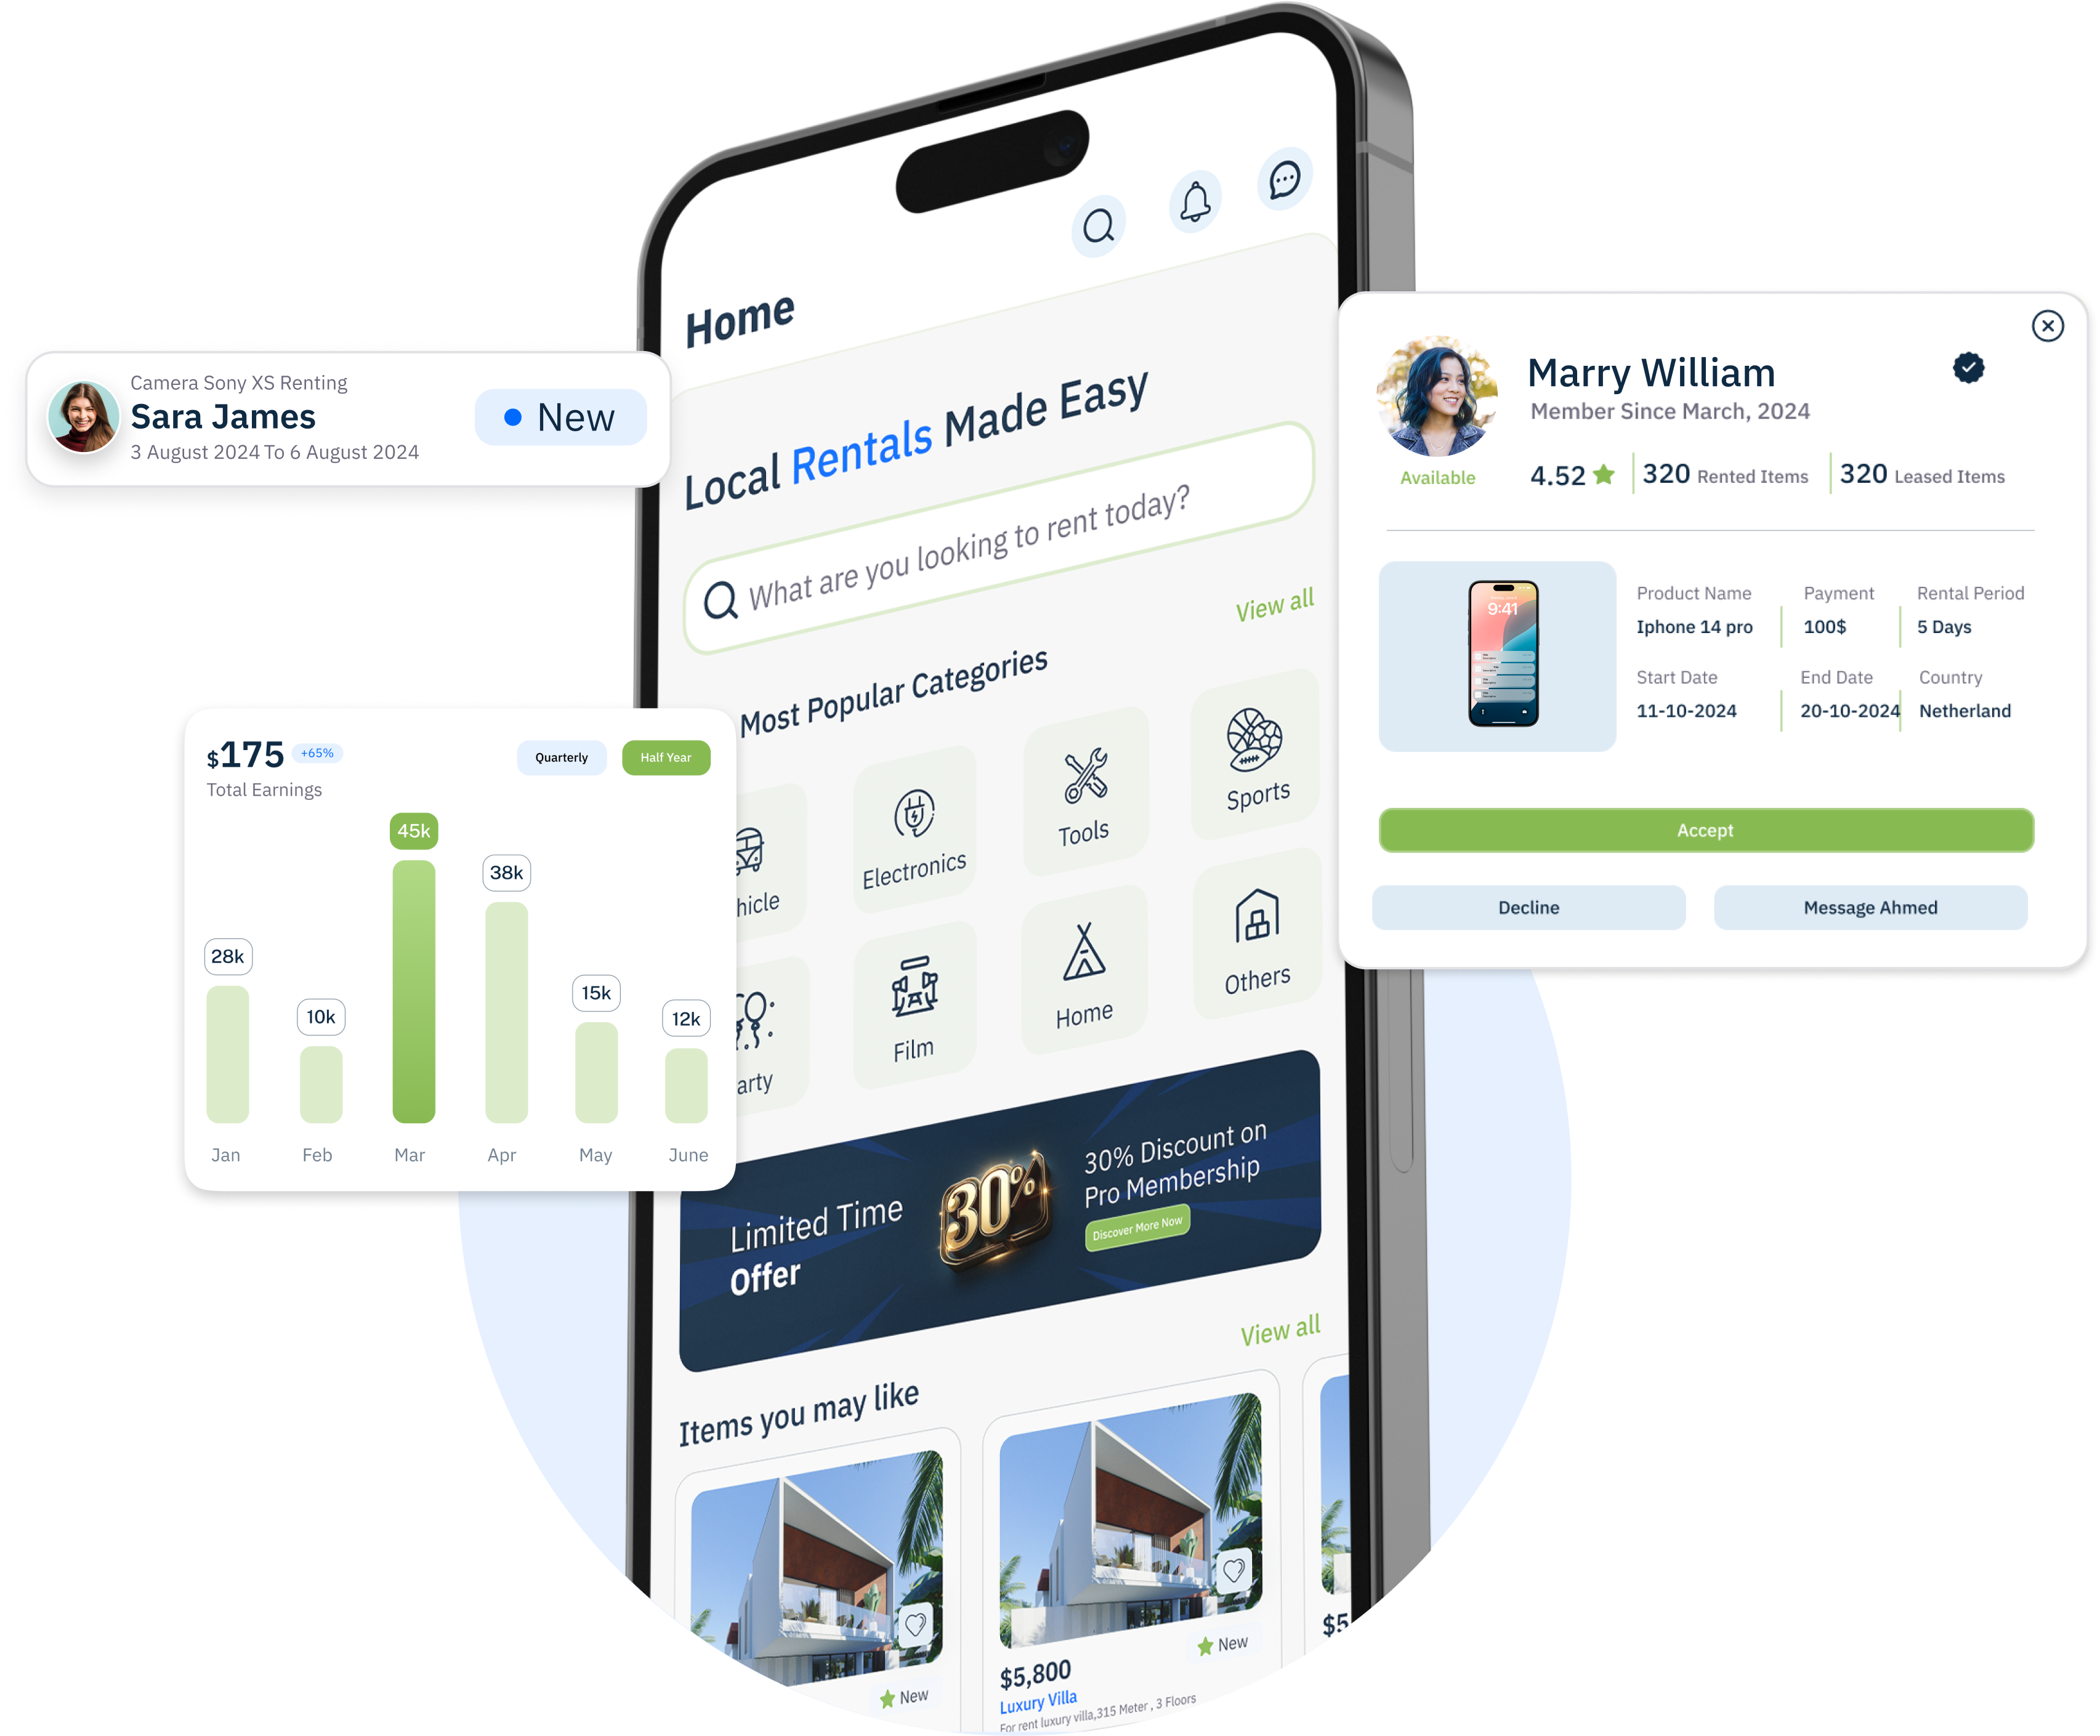 Home
Local Rentals Made Easy
What are you looking to rent today?
View all
Most Popular Categories
hicle
Electronics
Tools
Sports
arty
Film
Home
Others
Limited Time
Offer
30%
30% Discount on
Pro Membership
Discover More Now
View all
Items you may like
New
$5,800
New
Luxury Villa
For rent luxury villa,315 Meter , 3 Floors
$5
Camera Sony XS Renting
Sara James
3 August 2024 To 6 August 2024
New
$175 +65%
Total Earnings
Quarterly
Half Year
45k
38k
28k
10k
15k
12k
Jan Feb Mar Apr May June
Marry William
Member Since March, 2024
Available
4.52
320 Rented Items
320 Leased Items
9:41
Product Name Payment Rental Period
Iphone 14 pro 100$ 5 Days
Start Date End Date Country
11-10-2024 20-10-2024 Netherland
Accept
Decline
Message Ahmed